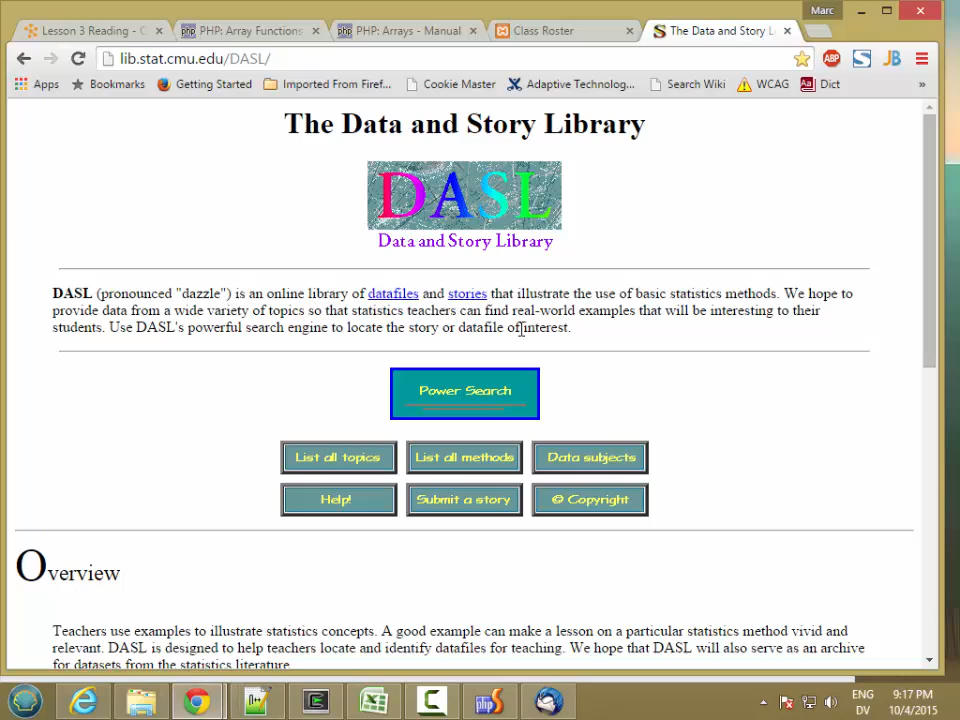 Marc
Lesson 3 Reading - C
PHP: Array Functions
PHP: Arrays - Manual
Class Roster
The Data and Story L
lib.stat.cmu.edu/DASL/
Apps
Bookmarks
Getting Started
Imported From Firef...
Cookie Master
Adaptive Technolog...
Search Wiki
WCAG
Dict
»
The Data and Story Library
DASL
Data and Story Library
DASL (pronounced "dazzle") is an online library of datafiles and stories that illustrate the use of basic statistics methods. We hope to
provide data from a wide variety of topics so that statistics teachers can find real-world examples that will be interesting to their
students. Use DASL's powerful search engine to locate the story or datafile of interest.
Power Search
List all topics
List all methods
Data subjects
Help!
Submit a story
© Copyright
Overview
Teachers use examples to illustrate statistics concepts. A good example can make a lesson on a particular statistics method vivid and
relevant. DASL is designed to help teachers locate and identify datafiles for teaching. We hope that DASL will also serve as an archive
for datasets from the statistics literature.
ENG
9:17 PM
DV
10/4/2015